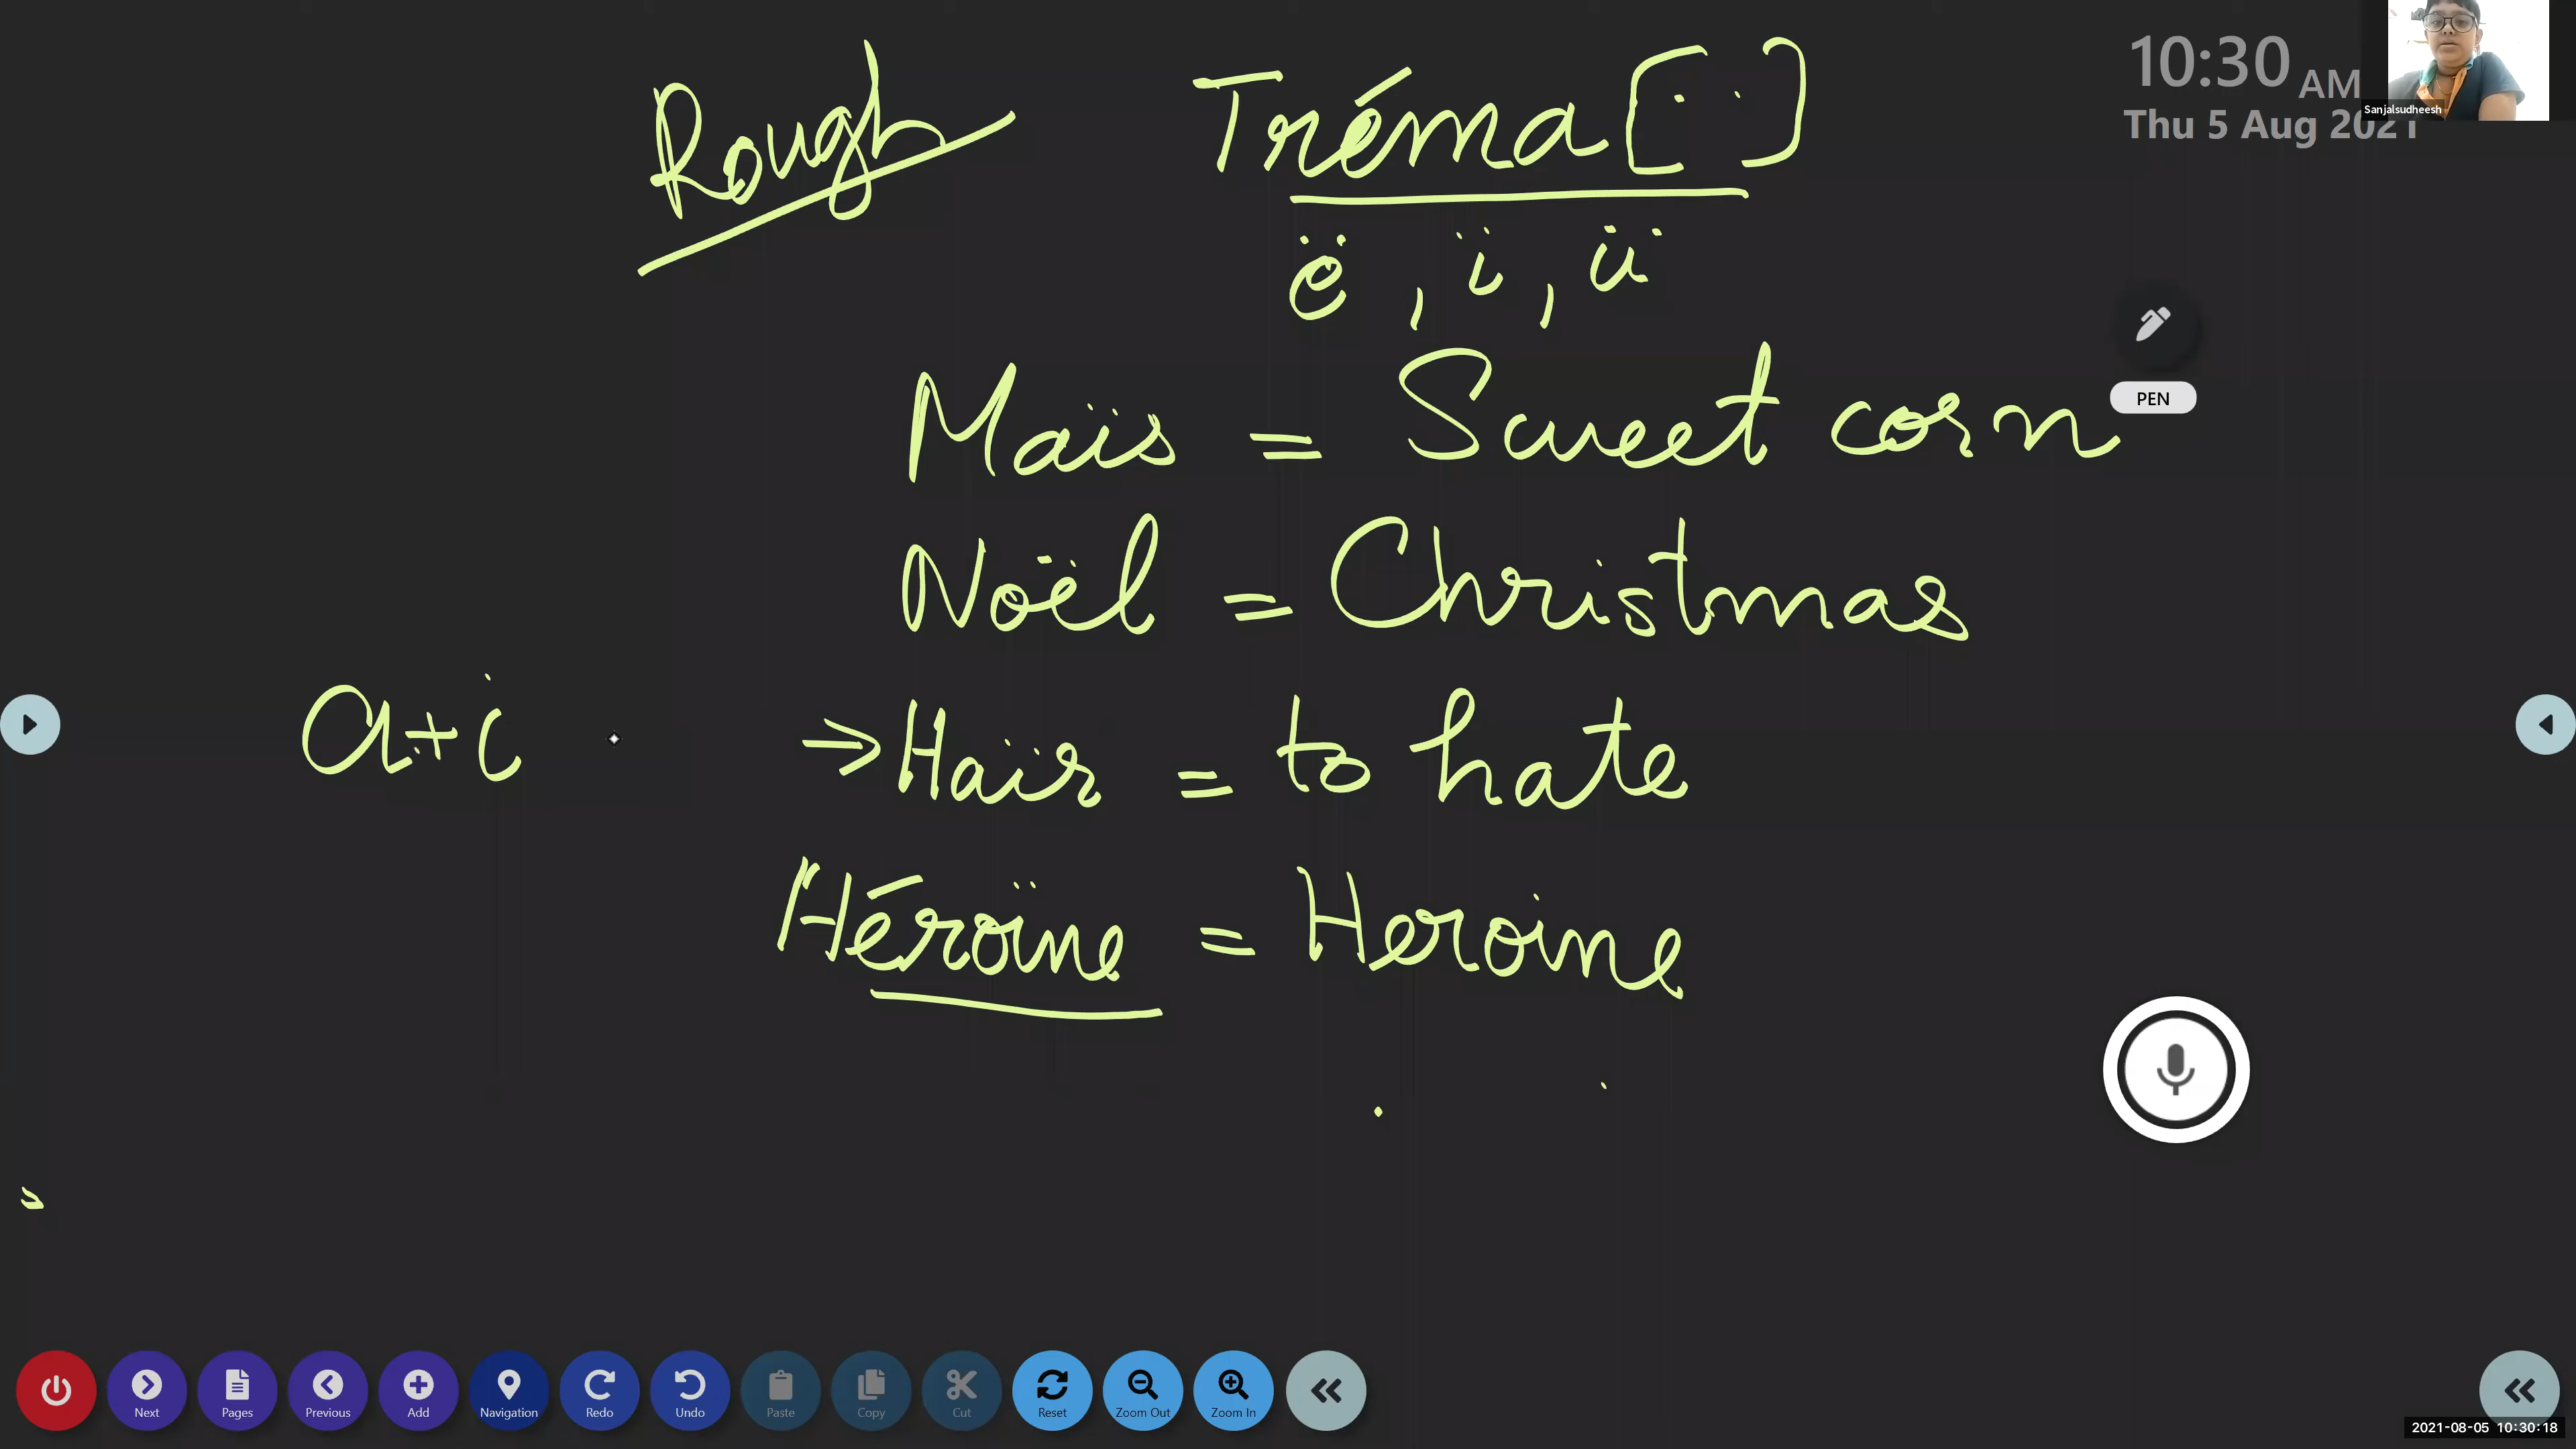 10:30 AM
Thu 5 Aug 2021
Sanjalsudheesh
Rough
Tréma [¨]
ë , ï , ü
PEN
Maïs = Sweet corn
Noël = Christmas
a+i ⇒ Haïr = to hate
Héroïne = Heroine
Next
Pages
Previous
Add
Navigation
Redo
Undo
Paste
Copy
Cut
Reset
Zoom Out
Zoom In
2021-08-05 10:30:18